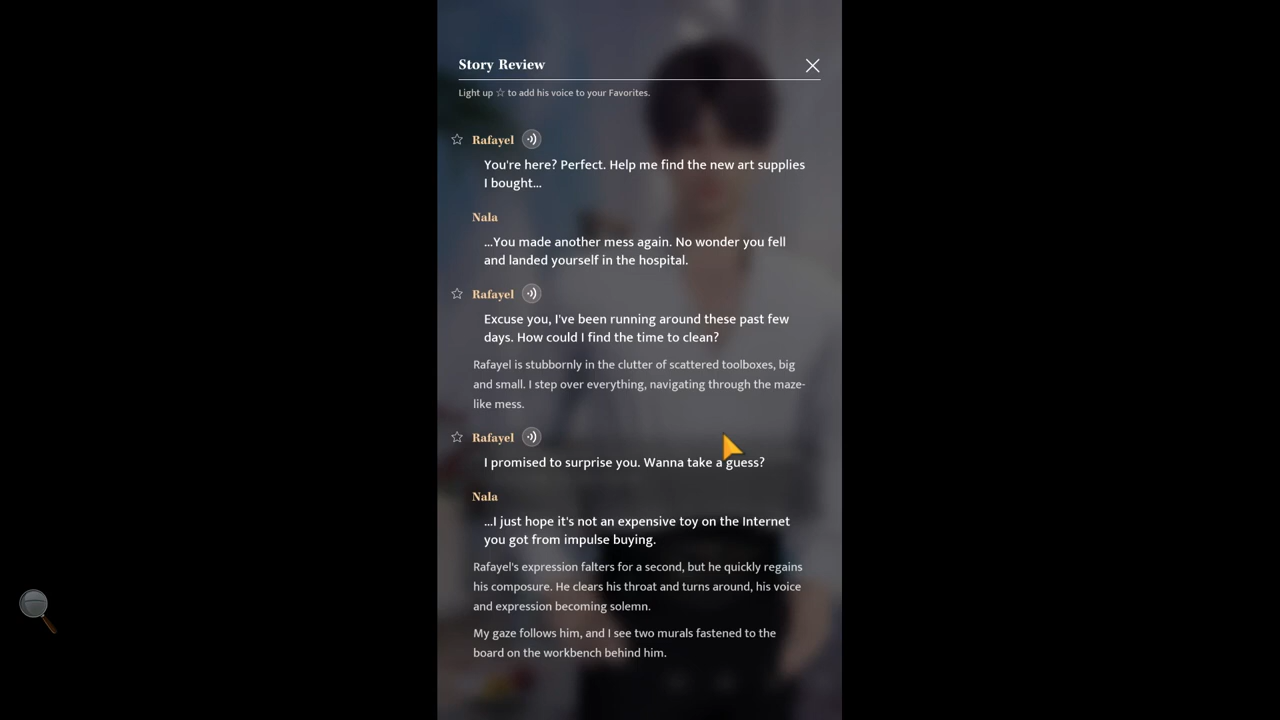 Story Review
Light up ☆ to add his voice to your Favorites.
Rafayel
You're here? Perfect. Help me find the new art supplies
I bought...
Nala
...You made another mess again. No wonder you fell
and landed yourself in the hospital.
Rafayel
Excuse you, I've been running around these past few
days. How could I find the time to clean?
Rafayel is stubbornly in the clutter of scattered toolboxes, big
and small. I step over everything, navigating through the maze-
like mess.
Rafayel
I promised to surprise you. Wanna take a guess?
Nala
...I just hope it's not an expensive toy on the Internet
you got from impulse buying.
Rafayel's expression falters for a second, but he quickly regains
his composure. He clears his throat and turns around, his voice
and expression becoming solemn.
My gaze follows him, and I see two murals fastened to the
board on the workbench behind him.